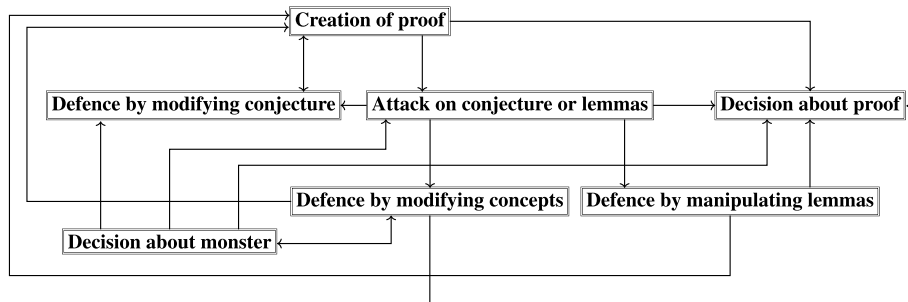 Creation of proof
Defence by modifying conjecture
Attack on conjecture or lemmas
Decision about proof
Defence by modifying concepts
Defence by manipulating lemmas
Decision about monster